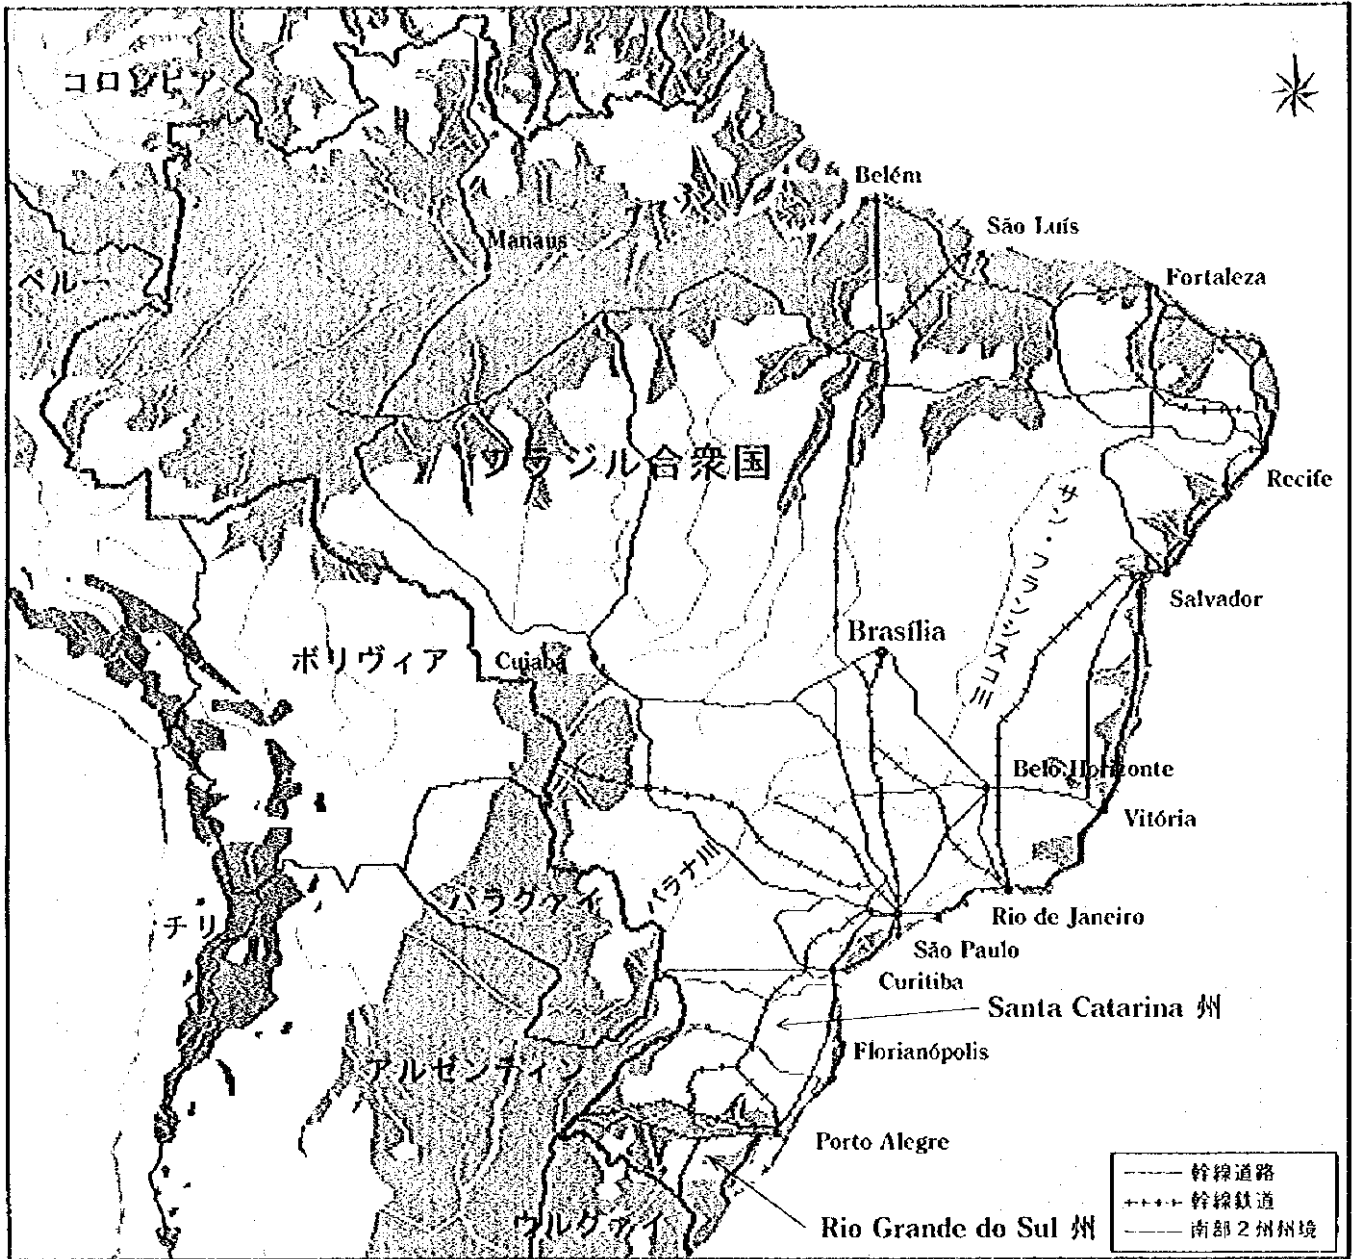 コロンビア
Belém
São Luís
Manaus
Fortaleza
ペルー
ブラジル合衆国
Recife
サン・フランシスコ川
Salvador
Brasília
ボリヴィア
Cuiabá
Belo Horizonte
Vitória
パラナ川
パラグァイ
Rio de Janeiro
チリ
São Paulo
Curitiba
Santa Catarina 州
Florianópolis
アルゼンティン
Porto Alegre
ウルグァイ
Rio Grande do Sul 州
幹線道路
幹線鉄道
南部2州州境